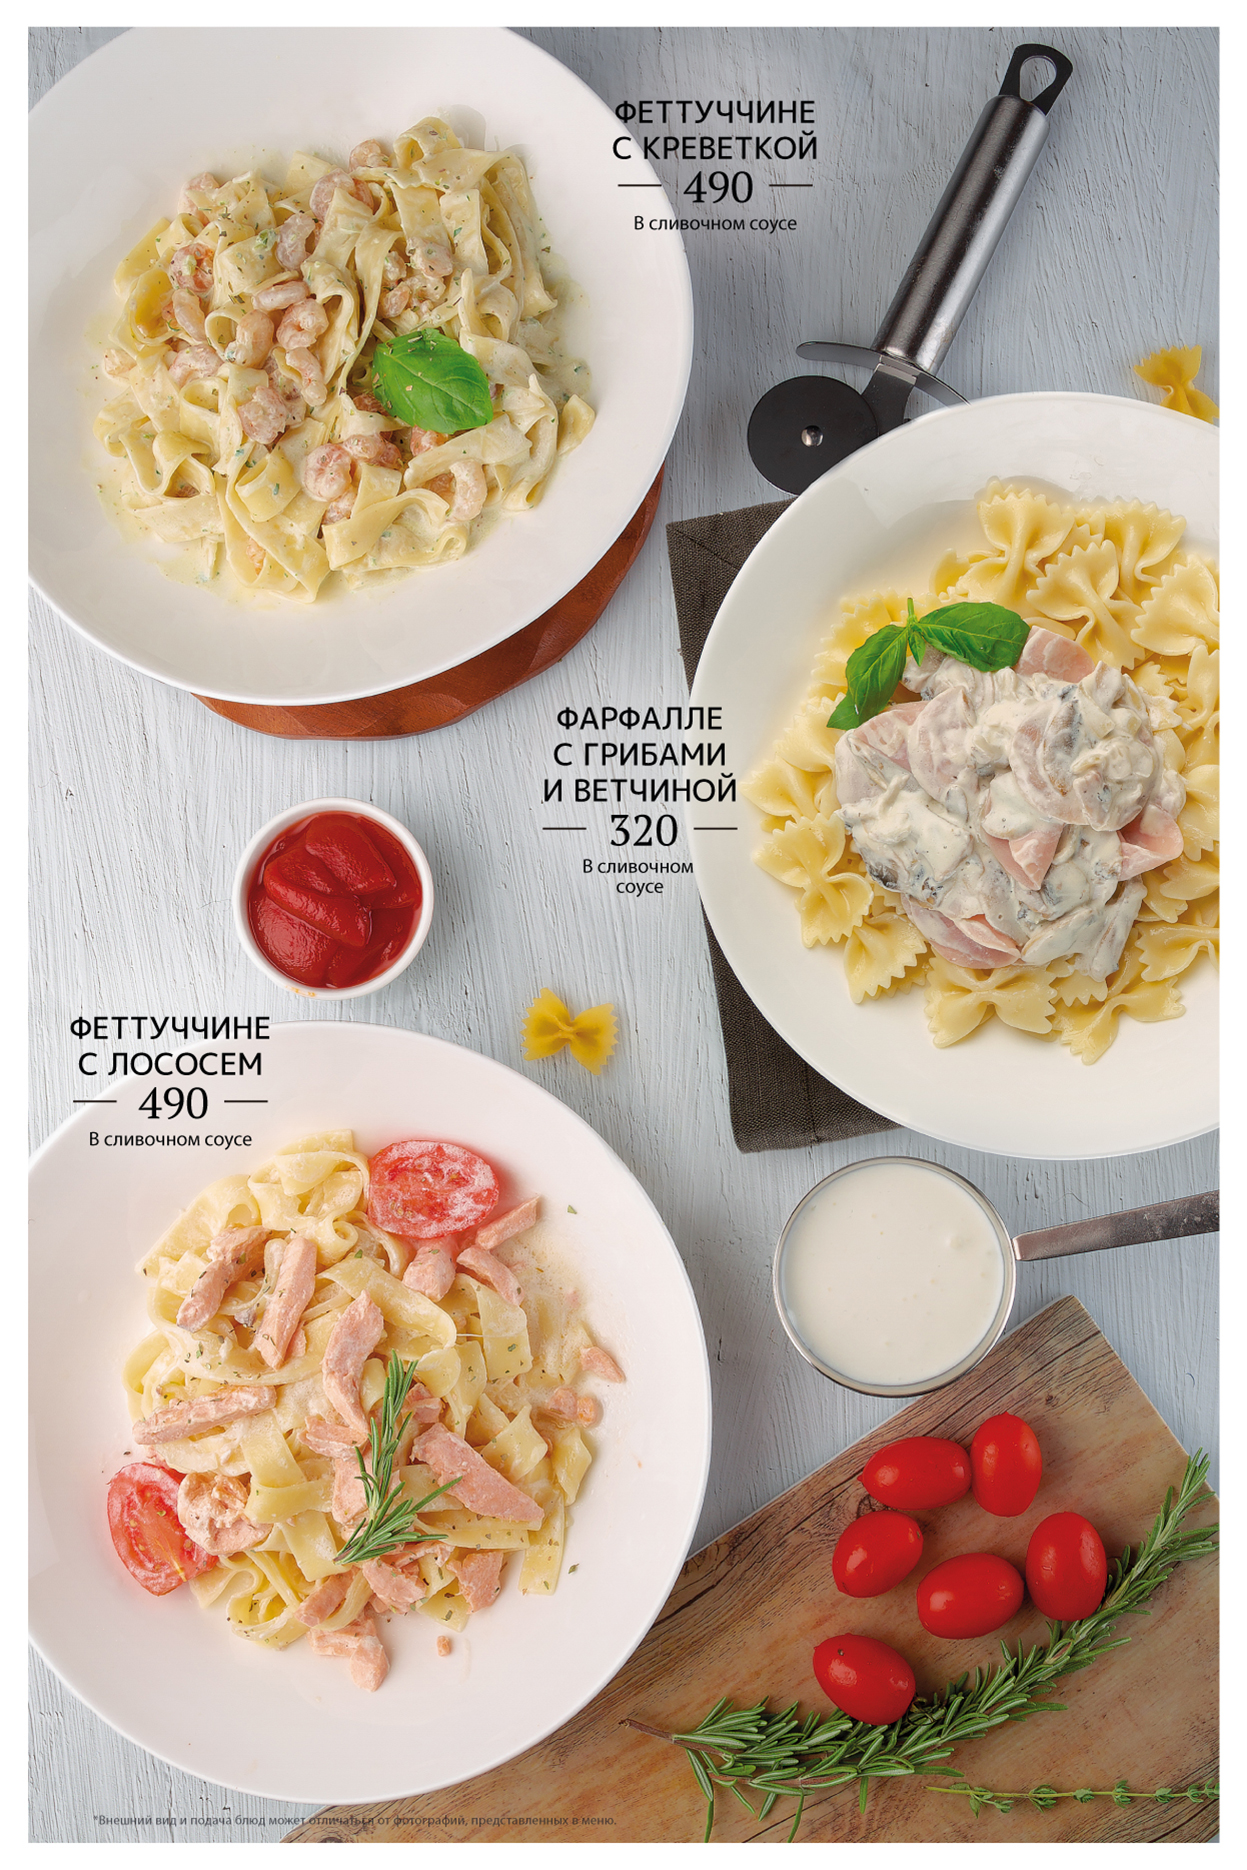 ФЕТТУЧЧИНЕ
С КРЕВЕТКОЙ
490
В сливочном соусе
ФАРФАЛЛЕ
С ГРИБАМИ
И ВЕТЧИНОЙ
320
В сливочном
соусе
ФЕТТУЧЧИНЕ
С ЛОСОСЕМ
490
В сливочном соусе
*Внешний вид и подача блюд может отличаться от фотографий, представленных в меню.